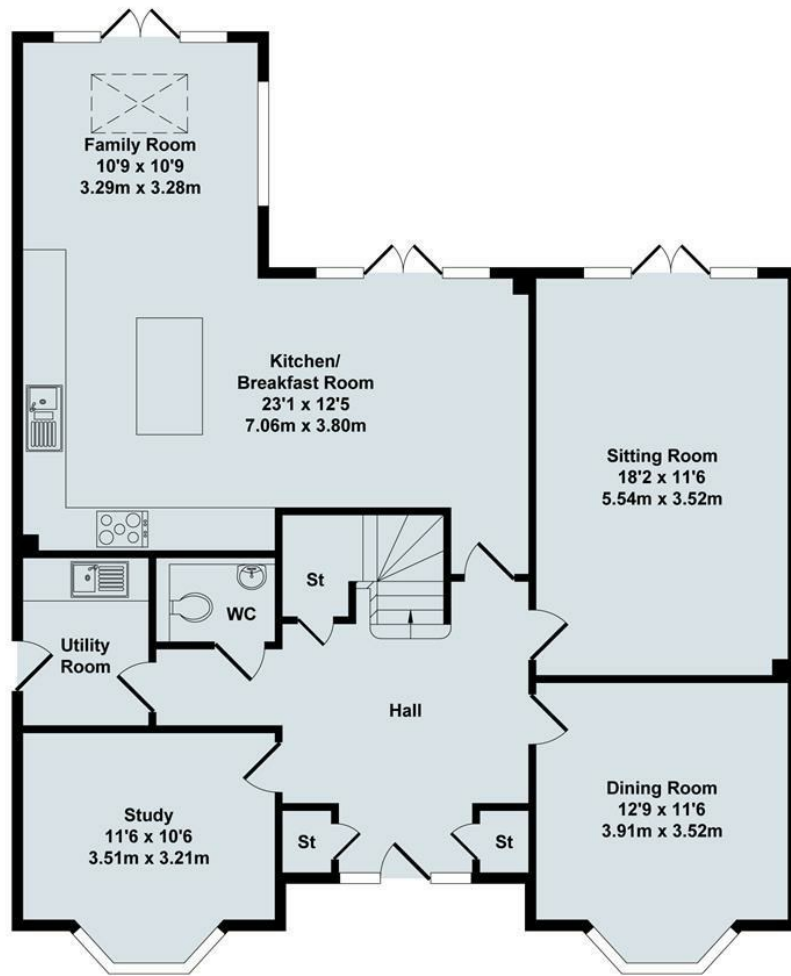 Family Room
10'9 x 10'9
3.29m x 3.28m
Kitchen/
Breakfast Room
23'1 x 12'5
7.06m x 3.80m
Sitting Room
18'2 x 11'6
5.54m x 3.52m
St
WC
Utility
Room
Hall
Study
11'6 x 10'6
3.51m x 3.21m
St
St
Dining Room
12'9 x 11'6
3.91m x 3.52m